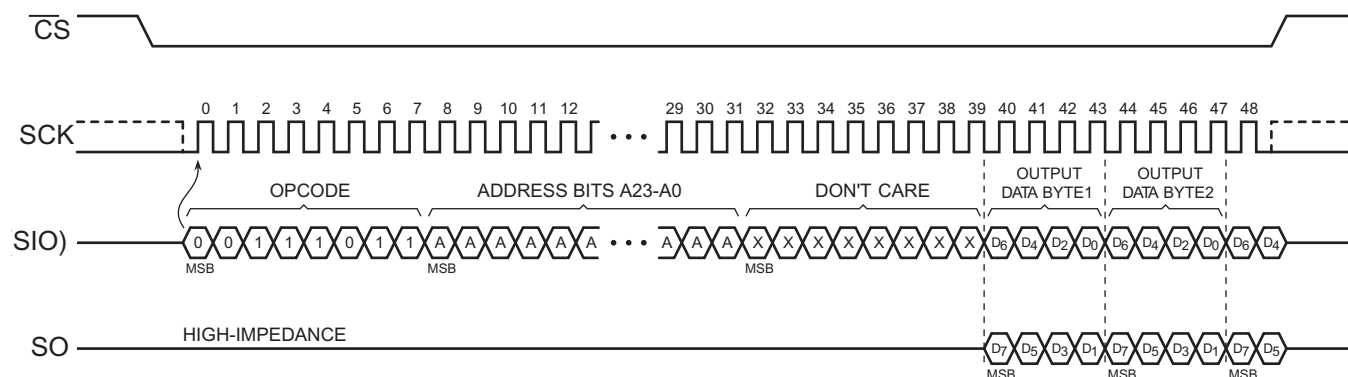 CS
0 1 2 3 4 5 6 7 8 9 10 11 12 29 30 31 32 33 34 35 36 37 38 39 40 41 42 43 44 45 46 47 48
SCK
OPCODE ADDRESS BITS A23-A0 DON'T CARE OUTPUT DATA BYTE1 OUTPUT DATA BYTE2
SIO) 0 0 1 1 1 0 1 1 A A A A A A A A A X X X X X X X X D6 D4 D2 D0 D6 D4 D2 D0 D6 D4
MSB MSB MSB
HIGH-IMPEDANCE
SO D7 D5 D3 D1 D7 D5 D3 D1 D7 D5
MSB MSB MSB